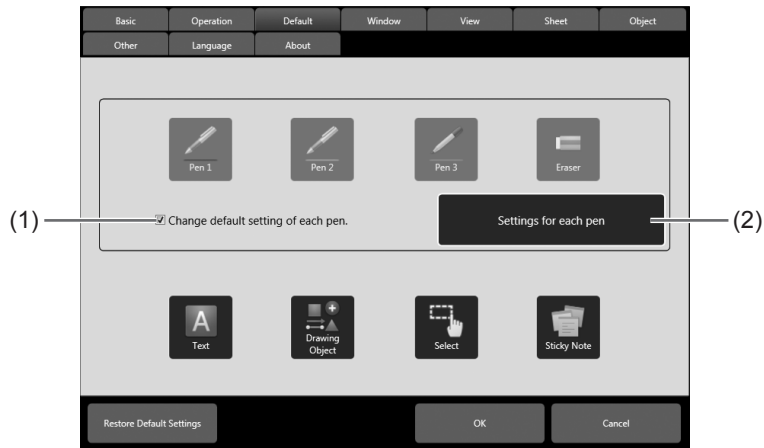 Basic Operation Default Window View Sheet Object
Other Language About
Pen 1 Pen 2 Pen 3 Eraser
(1) Change default setting of each pen. Settings for each pen (2)
A
Text Drawing Object Select Sticky Note
Restore Default Settings OK Cancel